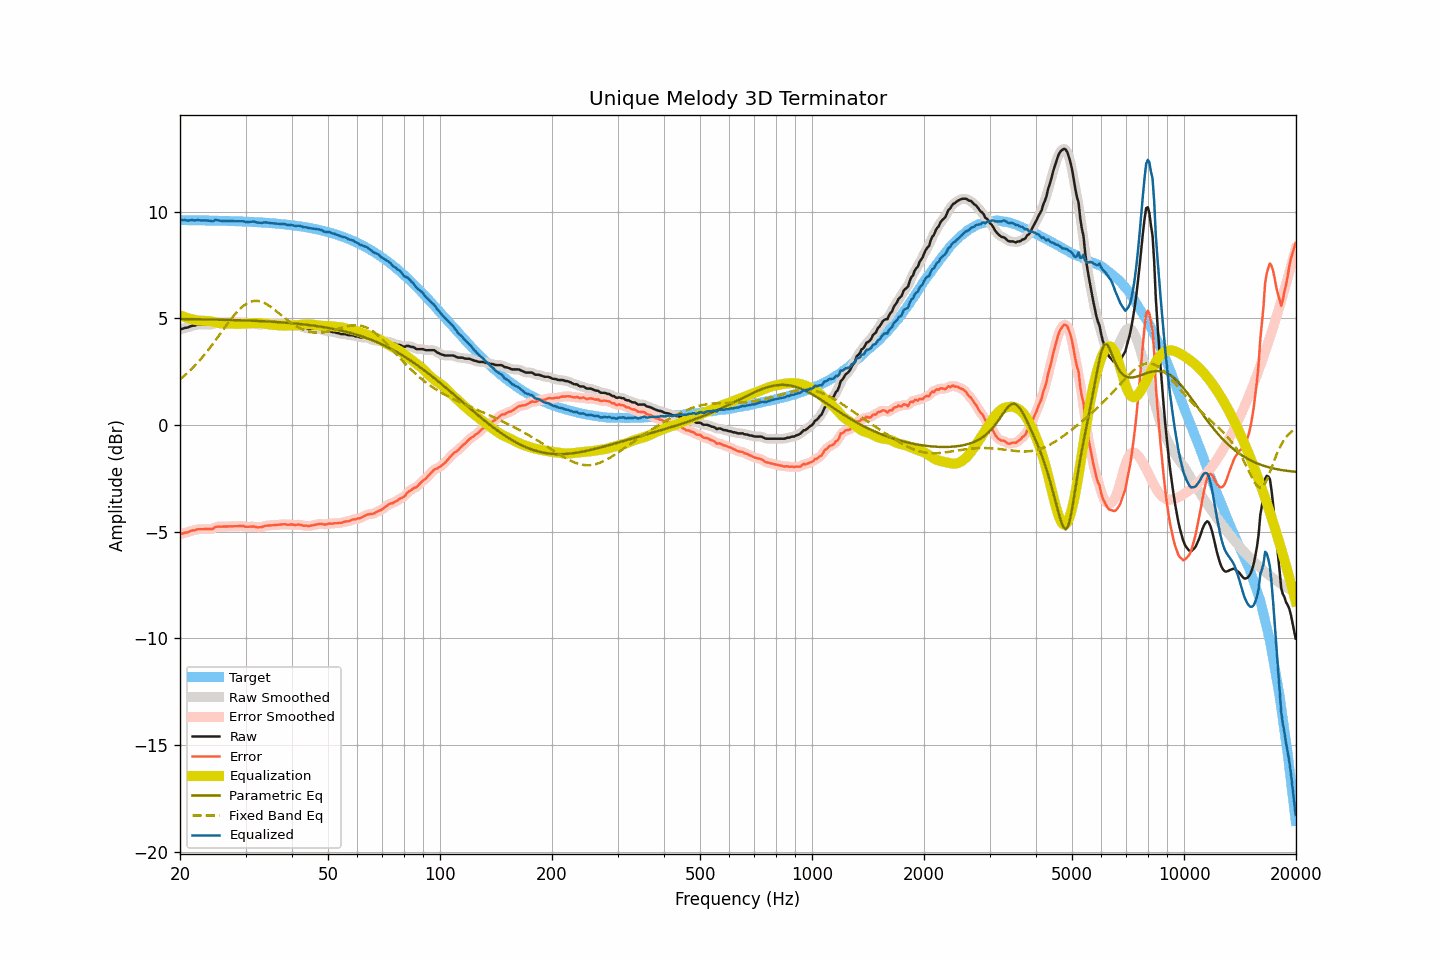 Unique Melody 3D Terminator
Amplitude (dBr)
10
5
0
−5
−10
−15
−20
Target
Raw Smoothed
Error Smoothed
Raw
Error
Equalization
Parametric Eq
Fixed Band Eq
Equalized
20 50 100 200 500 1000 2000 5000 10000 20000
Frequency (Hz)